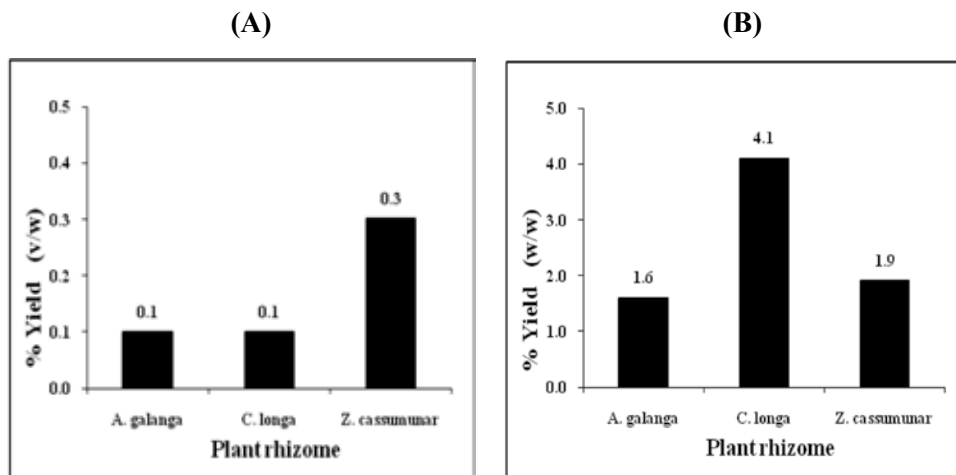 (A)
% Yield (v/w)
0.5
0.4
0.3
0.2
0.1
0.0
0.1
0.1
0.3
A. galanga C. longa Z. cassumunar
Plant rhizome
(B)
% Yield (w/w)
5.0
4.0
3.0
2.0
1.0
0.0
1.6
4.1
1.9
A. galanga C. longa Z. cassumunar
Plant rhizome